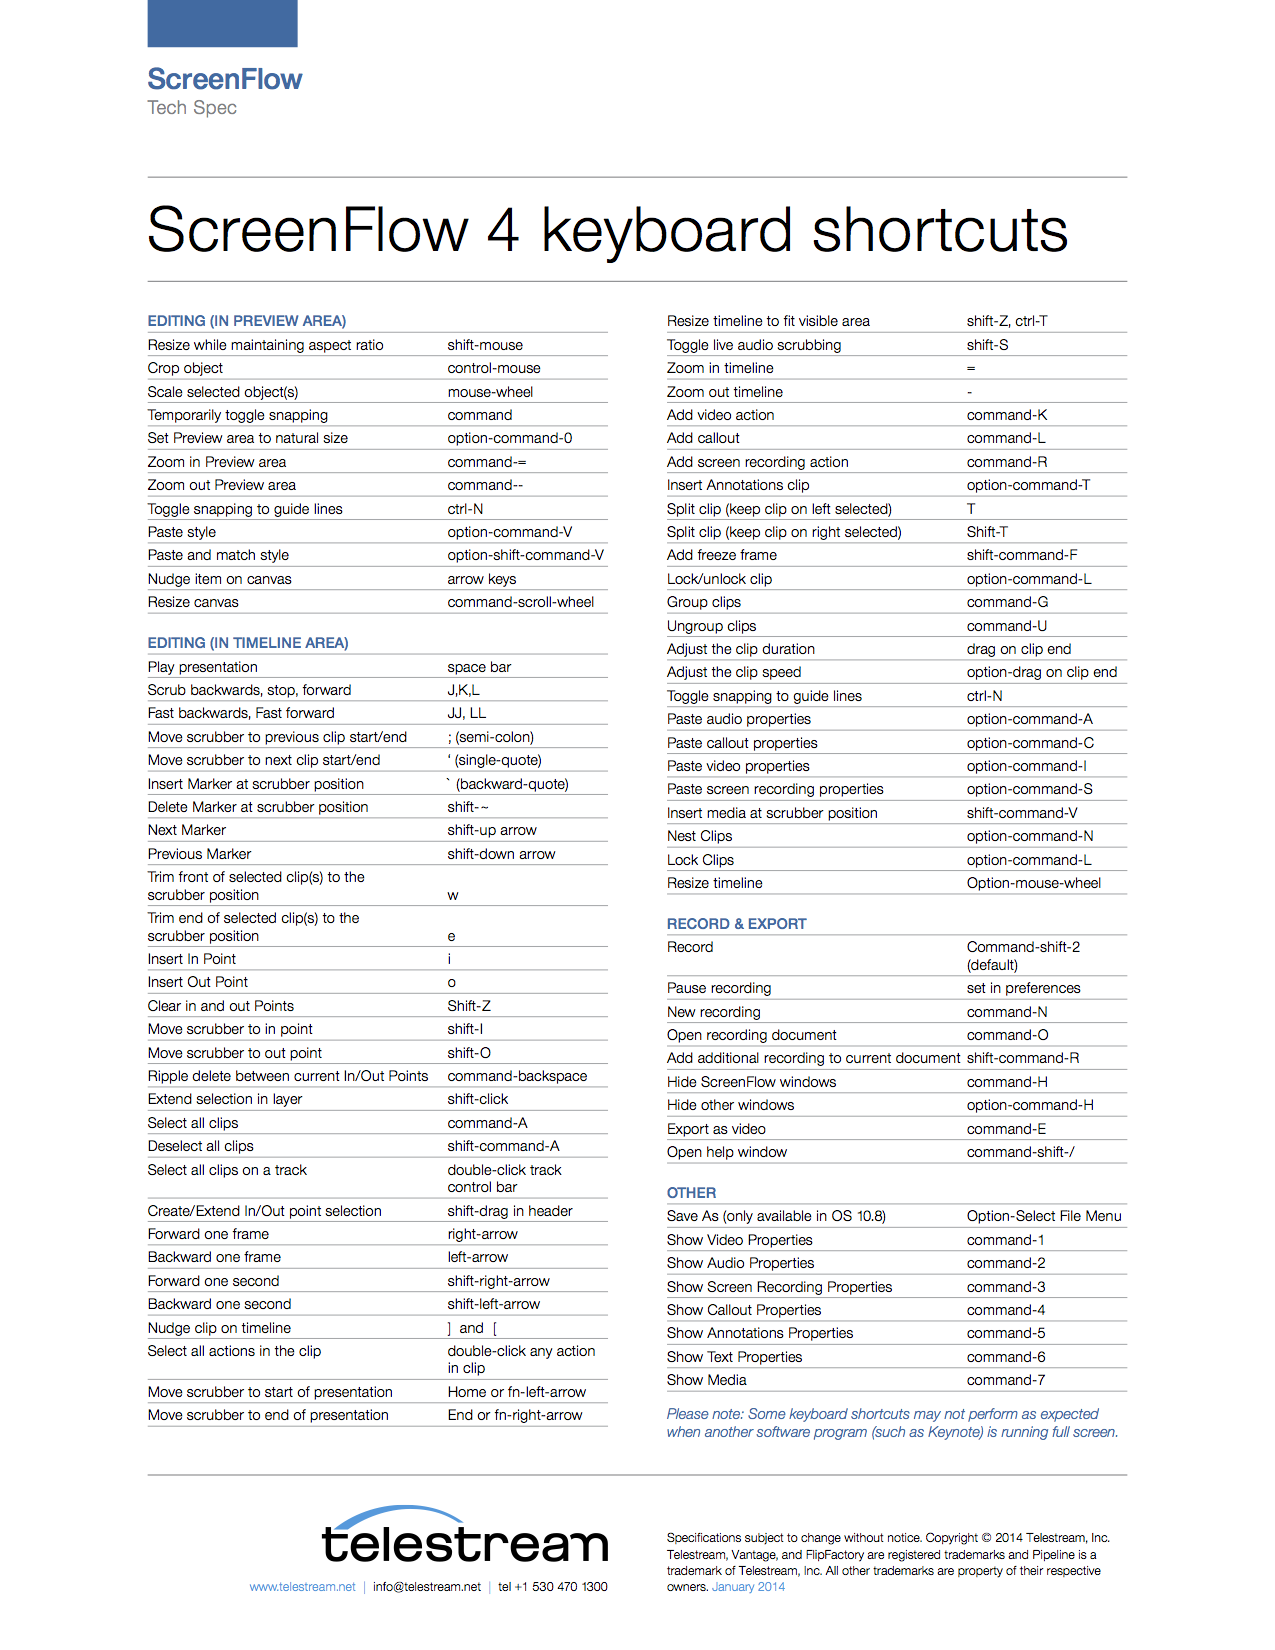 ScreenFlow
Tech Spec
ScreenFlow 4 keyboard shortcuts
EDITING (IN PREVIEW AREA)
Resize while maintaining aspect ratio shift-mouse
Crop object control-mouse
Scale selected object(s) mouse-wheel
Temporarily toggle snapping command
Set Preview area to natural size option-command-0
Zoom in Preview area command-=
Zoom out Preview area command--
Toggle snapping to guide lines ctrl-N
Paste style option-command-V
Paste and match style option-shift-command-V
Nudge item on canvas arrow keys
Resize canvas command-scroll-wheel
EDITING (IN TIMELINE AREA)
Play presentation space bar
Scrub backwards, stop, forward J,K,L
Fast backwards, Fast forward JJ, LL
Move scrubber to previous clip start/end ; (semi-colon)
Move scrubber to next clip start/end ‘ (single-quote)
Insert Marker at scrubber position ` (backward-quote)
Delete Marker at scrubber position shift-~
Next Marker shift-up arrow
Previous Marker shift-down arrow
Trim front of selected clip(s) to the
scrubber position w
Trim end of selected clip(s) to the
scrubber position e
Insert In Point i
Insert Out Point o
Clear in and out Points Shift-Z
Move scrubber to in point shift-I
Move scrubber to out point shift-O
Ripple delete between current In/Out Points command-backspace
Extend selection in layer shift-click
Select all clips command-A
Deselect all clips shift-command-A
Select all clips on a track double-click track
control bar
Create/Extend In/Out point selection shift-drag in header
Forward one frame right-arrow
Backward one frame left-arrow
Forward one second shift-right-arrow
Backward one second shift-left-arrow
Nudge clip on timeline ] and [
Select all actions in the clip double-click any action
in clip
Move scrubber to start of presentation Home or fn-left-arrow
Move scrubber to end of presentation End or fn-right-arrow
Resize timeline to fit visible area shift-Z, ctrl-T
Toggle live audio scrubbing shift-S
Zoom in timeline =
Zoom out timeline -
Add video action command-K
Add callout command-L
Add screen recording action command-R
Insert Annotations clip option-command-T
Split clip (keep clip on left selected) T
Split clip (keep clip on right selected) Shift-T
Add freeze frame shift-command-F
Lock/unlock clip option-command-L
Group clips command-G
Ungroup clips command-U
Adjust the clip duration drag on clip end
Adjust the clip speed option-drag on clip end
Toggle snapping to guide lines ctrl-N
Paste audio properties option-command-A
Paste callout properties option-command-C
Paste video properties option-command-I
Paste screen recording properties option-command-S
Insert media at scrubber position shift-command-V
Nest Clips option-command-N
Lock Clips option-command-L
Resize timeline Option-mouse-wheel
RECORD & EXPORT
Record Command-shift-2
(default)
Pause recording set in preferences
New recording command-N
Open recording document command-O
Add additional recording to current document shift-command-R
Hide ScreenFlow windows command-H
Hide other windows option-command-H
Export as video command-E
Open help window command-shift-/
OTHER
Save As (only available in OS 10.8) Option-Select File Menu
Show Video Properties command-1
Show Audio Properties command-2
Show Screen Recording Properties command-3
Show Callout Properties command-4
Show Annotations Properties command-5
Show Text Properties command-6
Show Media command-7
Please note: Some keyboard shortcuts may not perform as expected
when another software program (such as Keynote) is running full screen.
telestream
www.telestream.net | info@telestream.net | tel +1 530 470 1300
Specifications subject to change without notice. Copyright © 2014 Telestream, Inc.
Telestream, Vantage, and FlipFactory are registered trademarks and Pipeline is a
trademark of Telestream, Inc. All other trademarks are property of their respective
owners. January 2014